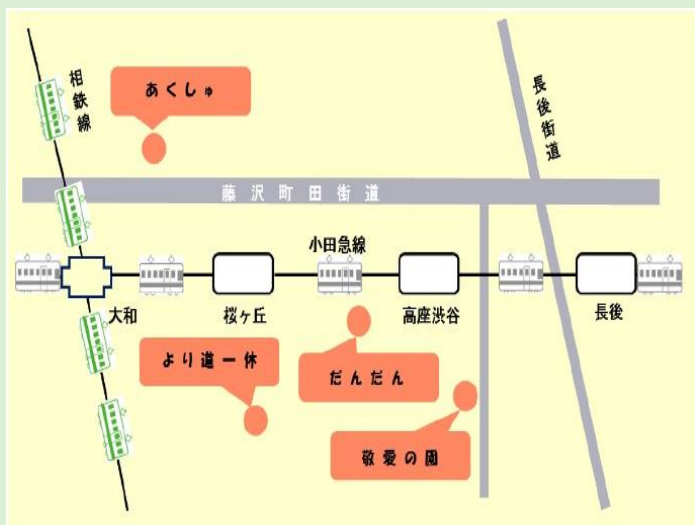 相鉄線
あくしゅ
長後街道
藤沢町田街道
小田急線
大和
桜ヶ丘
高座渋谷
長後
より道一休
だんだん
敬愛の園